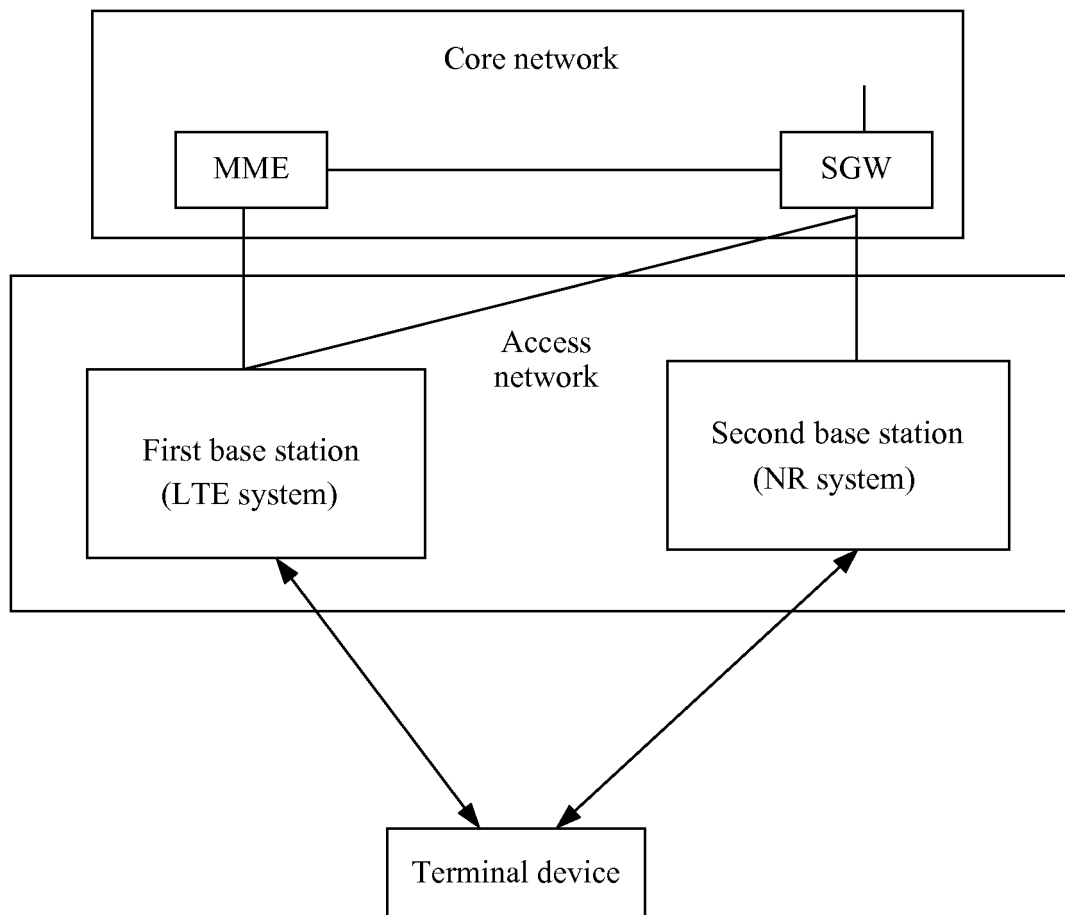 Core network
MME
SGW
Access
network
First base station
(LTE system)
Second base station
(NR system)
Terminal device